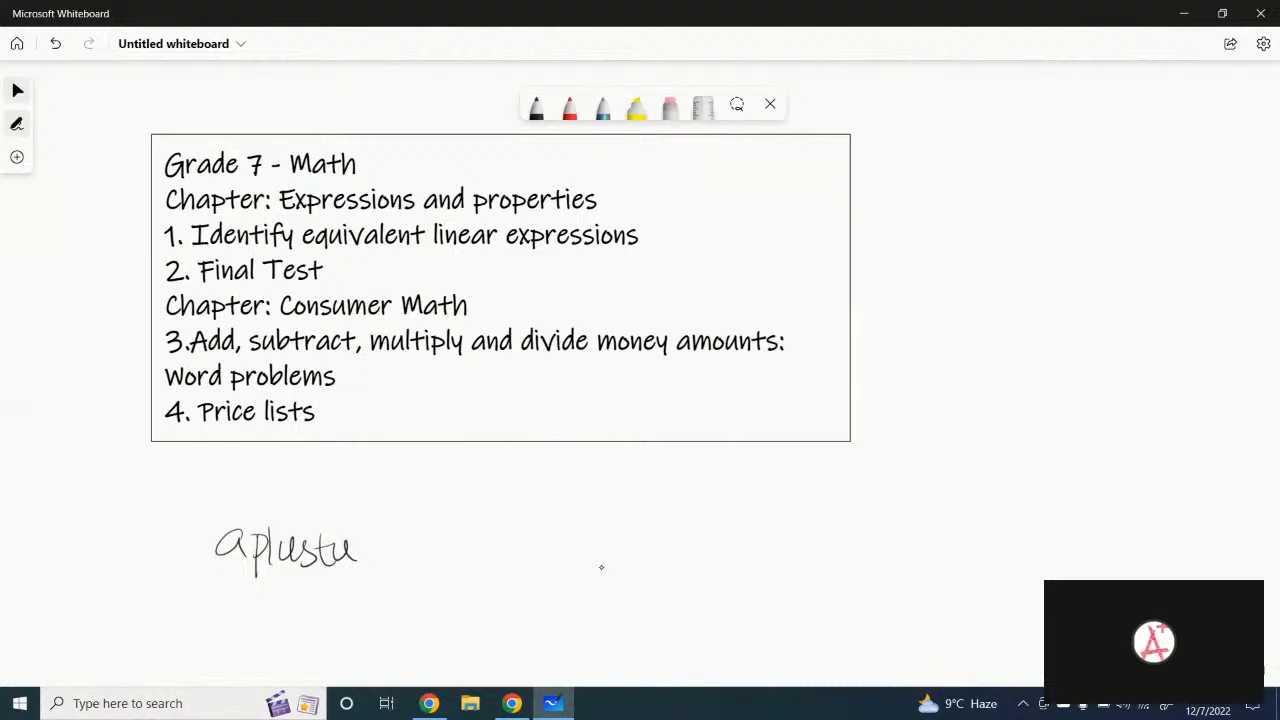 Microsoft Whiteboard
Untitled whiteboard
Grade 7 - Math
Chapter: Expressions and properties
1. Identify equivalent linear expressions
2. Final Test
Chapter: Consumer Math
3.Add, subtract, multiply and divide money amounts:
Word problems
4. Price lists
aplustu
A+
Type here to search
9°C Haze
12/7/2022